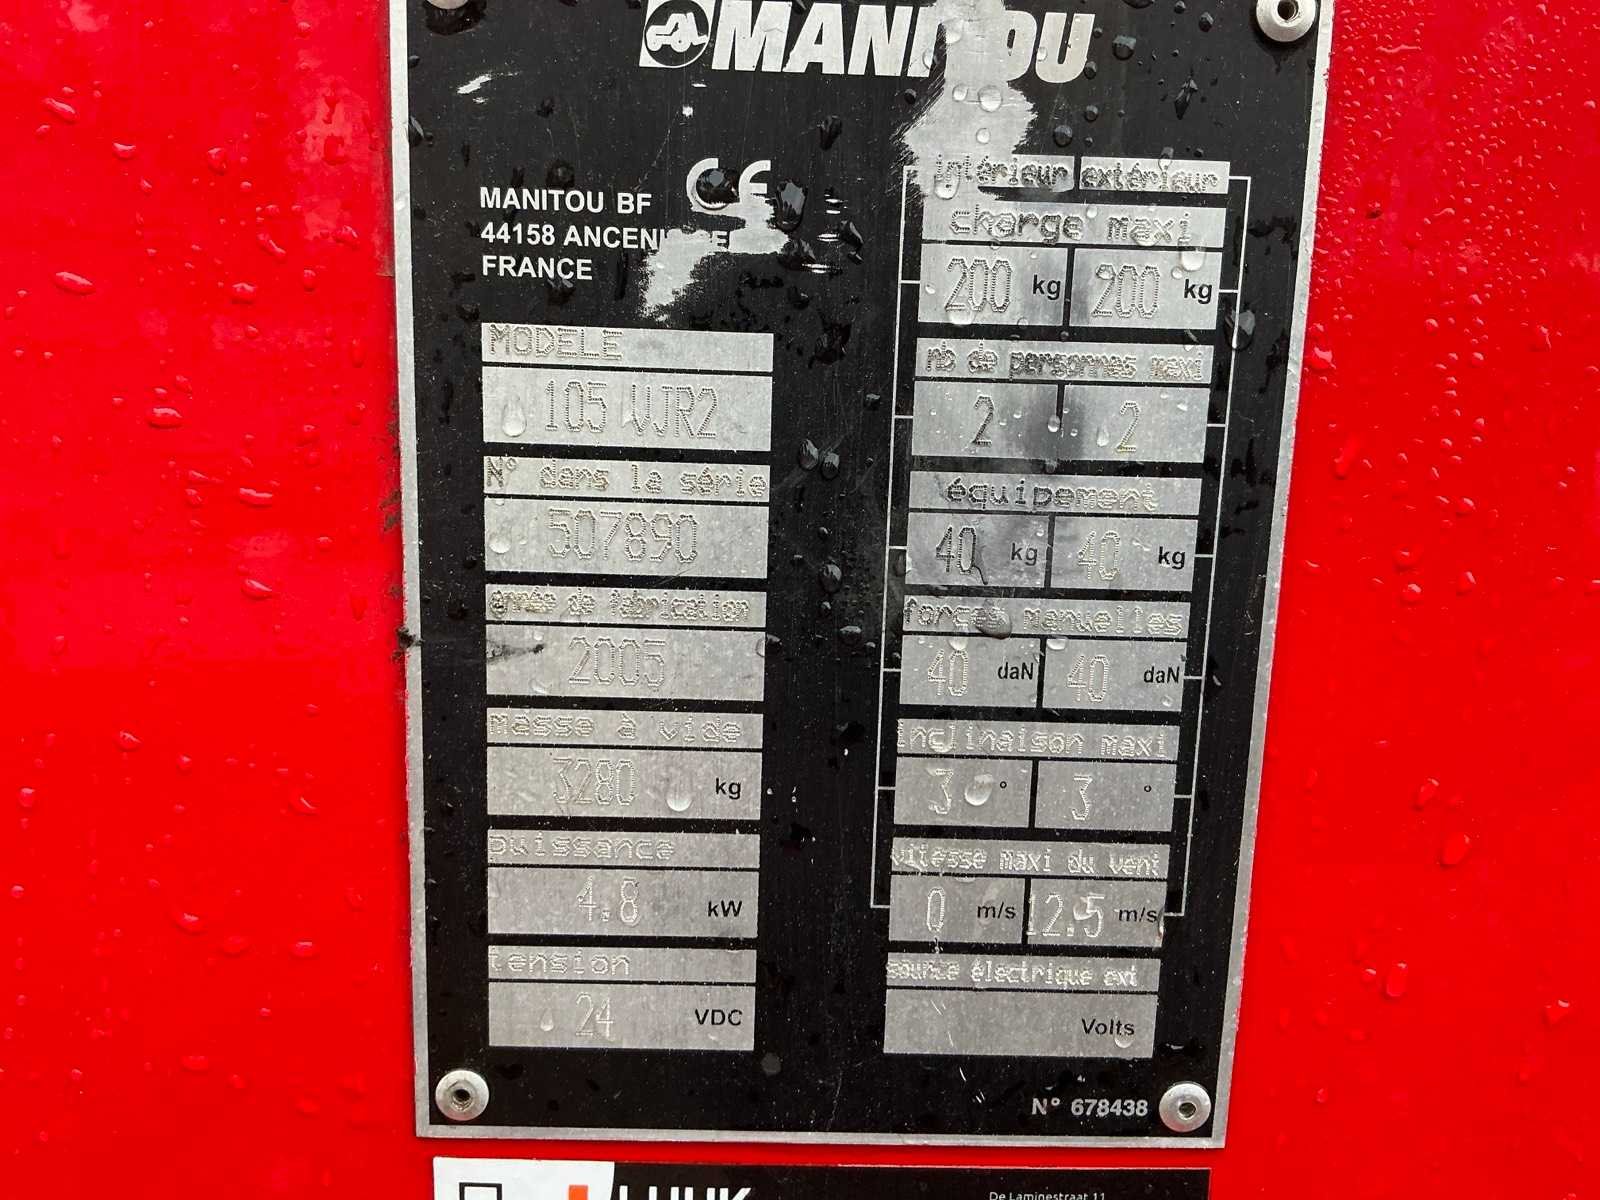 MANITOU
CE
MANITOU BF
44158 ANCENIS
FRANCE
MODELE
105 VJR2
N° dans la série
507890
année de fabrication
2005
masse à vide
3280 kg
puissance
4.8 kW
tension
24 VDC
intérieur extérieur
charge maxi
200 kg 200 kg
nb de personnes maxi
2 2
équipement
40 kg 40 kg
forces manuelles
40 daN 40 daN
inclinaison maxi
3 ° 3 °
vitesse maxi du vent
0 m/s 12.5 m/s
source électrique ext
Volts
N° 678438
De Laminestraat 11